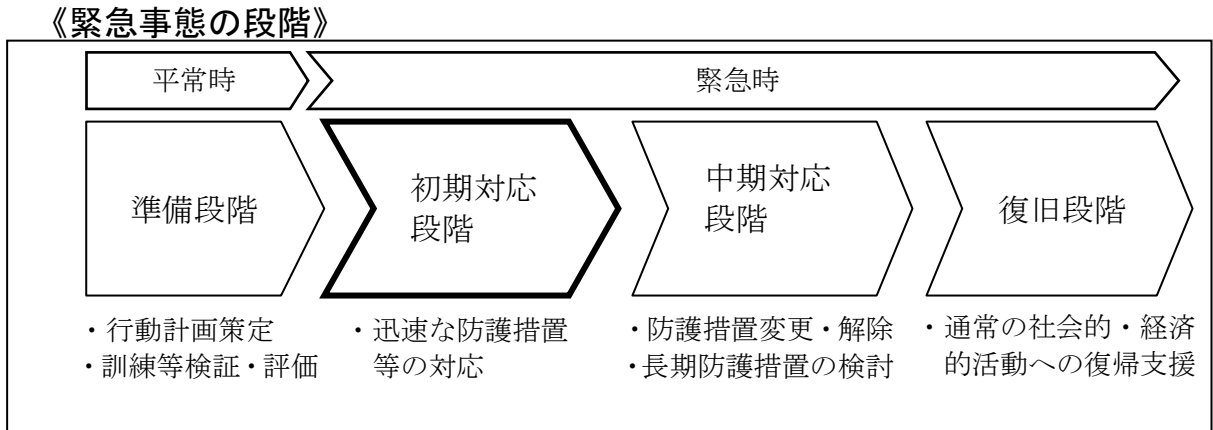 《緊急事態の段階》
平常時
緊急時
準備段階
初期対応
段階
中期対応
段階
復旧段階
・行動計画策定
・訓練等検証・評価
・迅速な防護措置
等の対応
・防護措置変更・解除
・長期防護措置の検討
・通常の社会的・経済
的活動への復帰支援